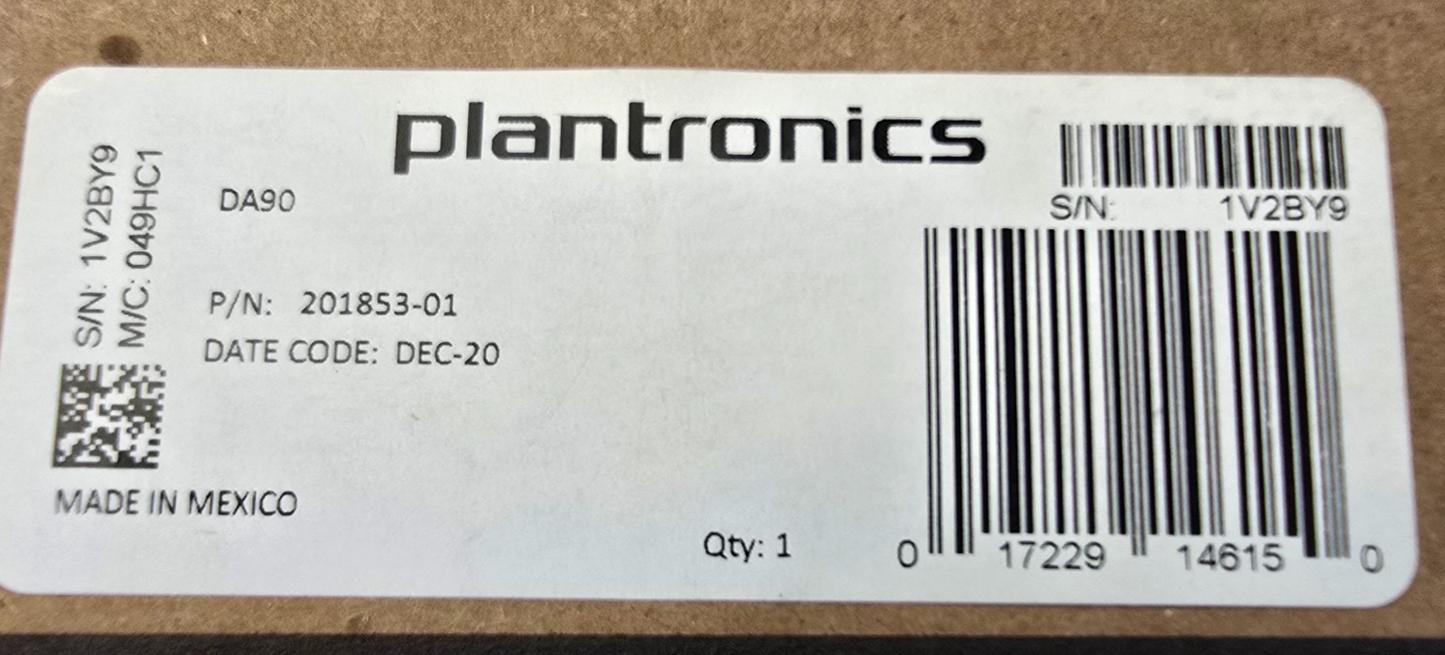 plantronics
S/N: 1V2BY9
M/C: 049HC1
DA90
S/N: 1V2BY9
P/N: 201853-01
DATE CODE: DEC-20
MADE IN MEXICO
Qty: 1
0 17229 14615 0